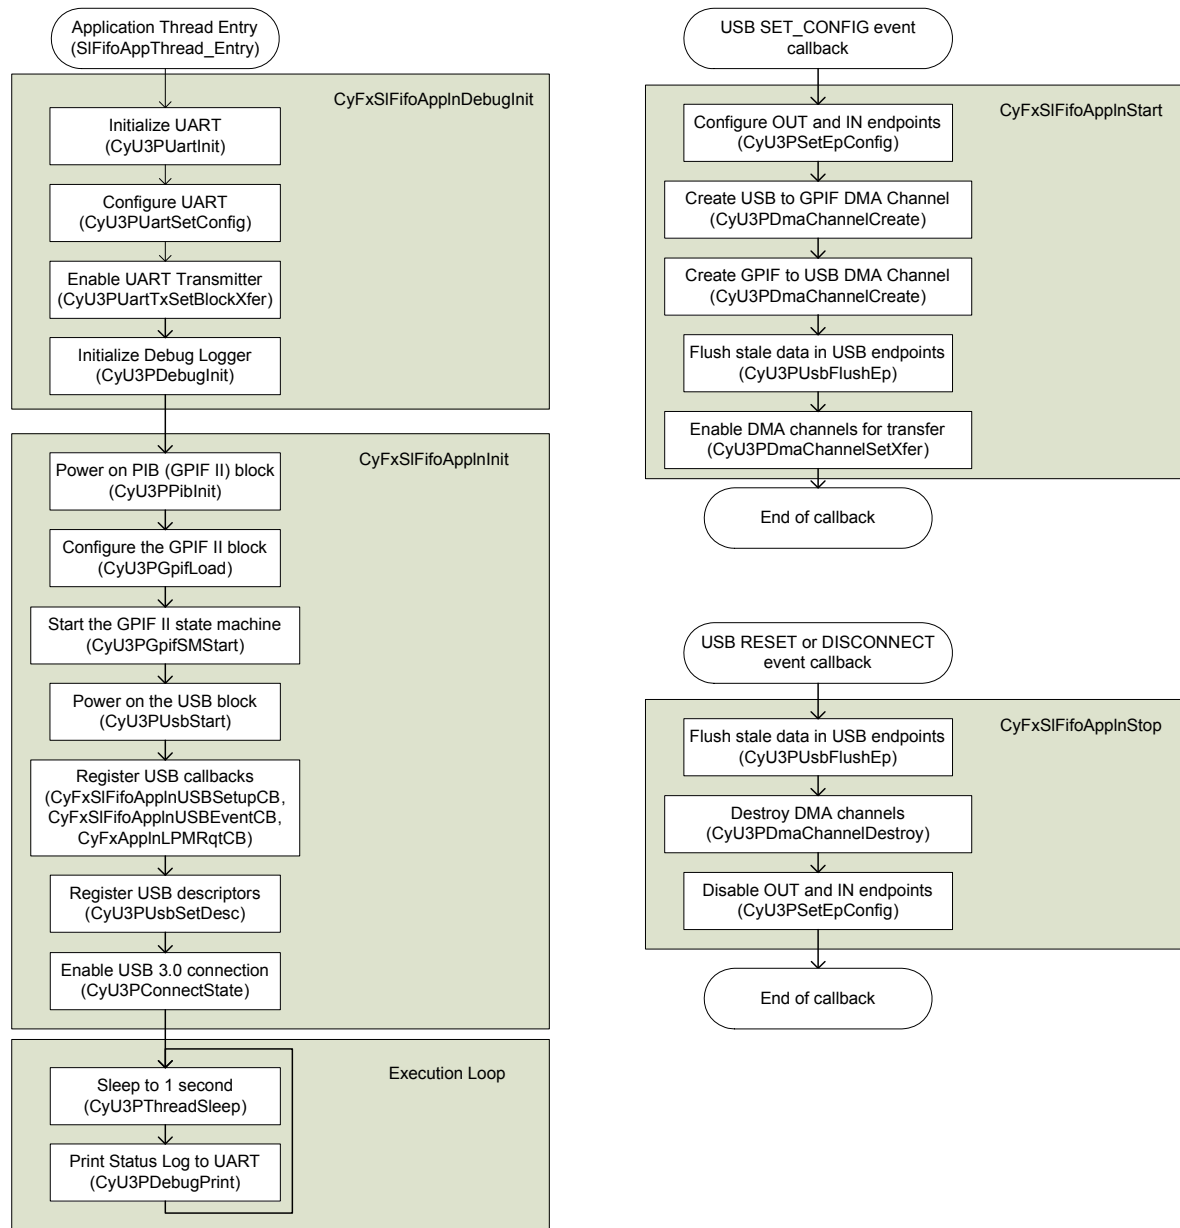 Application Thread Entry
(SlFifoAppThread_Entry)
CyFxSlFifoApplnDebugInit
Initialize UART
(CyU3PUartInit)
Configure UART
(CyU3PUartSetConfig)
Enable UART Transmitter
(CyU3PUartTxSetBlockXfer)
Initialize Debug Logger
(CyU3PDebugInit)
CyFxSlFifoApplnInit
Power on PIB (GPIF II) block
(CyU3PPibInit)
Configure the GPIF II block
(CyU3PGpifLoad)
Start the GPIF II state machine
(CyU3PGpifSMStart)
Power on the USB block
(CyU3PUsbStart)
Register USB callbacks
(CyFxSlFifoApplnUSBSetupCB,
CyFxSlFifoApplnUSBEventCB,
CyFxApplnLPMRqtCB)
Register USB descriptors
(CyU3PUsbSetDesc)
Enable USB 3.0 connection
(CyU3PConnectState)
Execution Loop
Sleep to 1 second
(CyU3PThreadSleep)
Print Status Log to UART
(CyU3PDebugPrint)
USB SET_CONFIG event
callback
CyFxSlFifoApplnStart
Configure OUT and IN endpoints
(CyU3PSetEpConfig)
Create USB to GPIF DMA Channel
(CyU3PDmaChannelCreate)
Create GPIF to USB DMA Channel
(CyU3PDmaChannelCreate)
Flush stale data in USB endpoints
(CyU3PUsbFlushEp)
Enable DMA channels for transfer
(CyU3PDmaChannelSetXfer)
End of callback
USB RESET or DISCONNECT
event callback
CyFxSlFifoApplnStop
Flush stale data in USB endpoints
(CyU3PUsbFlushEp)
Destroy DMA channels
(CyU3PDmaChannelDestroy)
Disable OUT and IN endpoints
(CyU3PSetEpConfig)
End of callback